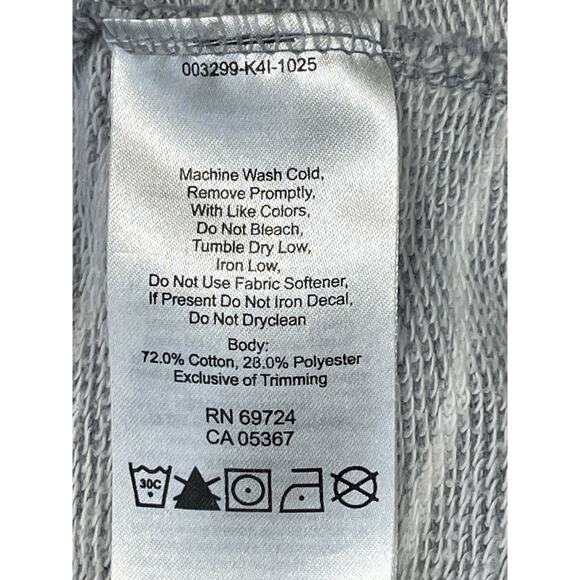 003299-K4I-1025
Machine Wash Cold,
Remove Promptly,
With Like Colors,
Do Not Bleach,
Tumble Dry Low,
Iron Low,
Do Not Use Fabric Softener,
If Present Do Not Iron Decal,
Do Not Dryclean
Body:
72.0% Cotton, 28.0% Polyester
Exclusive of Trimming
RN 69724
CA 05367
30C